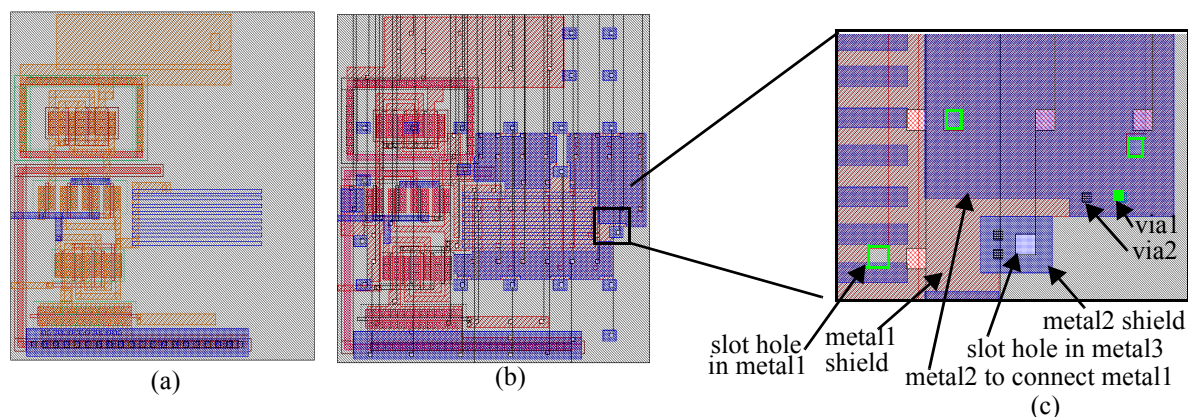 via1
via2
slot hole
in metal1
metal1
shield
metal2 shield
slot hole in metal3
metal2 to connect metal1
(a)
(b)
(c)